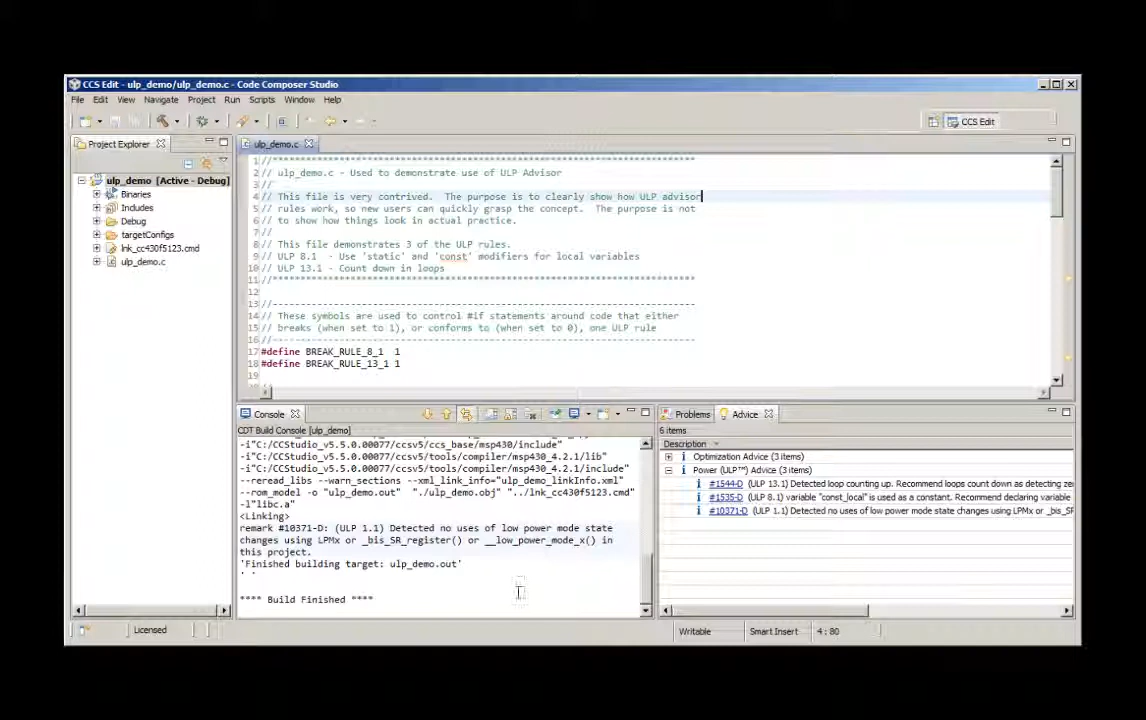 CCS Edit - ulp_demo/ulp_demo.c - Code Composer Studio
File Edit View Navigate Project Run Scripts Window Help
CCS Edit
Project Explorer
ulp_demo [Active - Debug]
Binaries
Includes
Debug
targetConfigs
lnk_cc430f5123.cmd
ulp_demo.c
ulp_demo.c
1 //***************************************************************************
2 // ulp_demo.c - Used to demonstrate use of ULP Advisor
3 //
4 // This file is very contrived.  The purpose is to clearly show how ULP advisor
5 // rules work, so new users can quickly grasp the concept.  The purpose is not
6 // to show how things look in actual practice.
7 //
8 // This file demonstrates 3 of the ULP rules.
9 // ULP 8.1  - Use 'static' and 'const' modifiers for local variables
10 // ULP 13.1 - Count down in loops
11 //***************************************************************************
12
13 //---------------------------------------------------------------------------
14 // These symbols are used to control #if statements around code that either
15 // breaks (when set to 1), or conforms to (when set to 0), one ULP rule
16 //---------------------------------------------------------------------------
17 #define BREAK_RULE_8_1  1
18 #define BREAK_RULE_13_1 1
19
Console
CDT Build Console [ulp_demo]
-i"C:/CCStudio_v5.5.0.00077/ccsv5/ccs_base/msp430/include"
-i"C:/CCStudio_v5.5.0.00077/ccsv5/tools/compiler/msp430_4.2.1/lib"
-i"C:/CCStudio_v5.5.0.00077/ccsv5/tools/compiler/msp430_4.2.1/include"
--reread_libs --warn_sections --xml_link_info="ulp_demo_linkInfo.xml"
--rom_model -o "ulp_demo.out"  "./ulp_demo.obj" "../lnk_cc430f5123.cmd"
-l"libc.a"
<Linking>
remark #10371-D: (ULP 1.1) Detected no uses of low power mode state
changes using LPMx or _bis_SR_register() or __low_power_mode_x() in
this project.
'Finished building target: ulp_demo.out'
' '
**** Build Finished ****
Problems Advice
6 items
Description
Optimization Advice (3 items)
Power (ULP™) Advice (3 items)
#1544-D (ULP 13.1) Detected loop counting up. Recommend loops count down as detecting ze
#1535-D (ULP 8.1) variable "const_local" is used as a constant. Recommend declaring variable
#10371-D (ULP 1.1) Detected no uses of low power mode state changes using LPMx or _bis_SR
Licensed
Writable Smart Insert 4 : 80